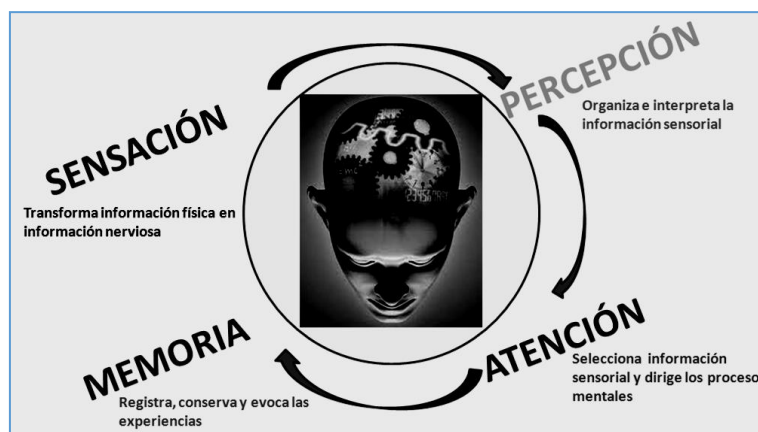 SENSACIÓN
Transforma información física en
información nerviosa
PERCEPCIÓN
Organiza e interpreta la
información sensorial
ATENCIÓN
Selecciona información
sensorial y dirige los proceso
mentales
MEMORIA
Registra, conserva y evoca las
experiencias